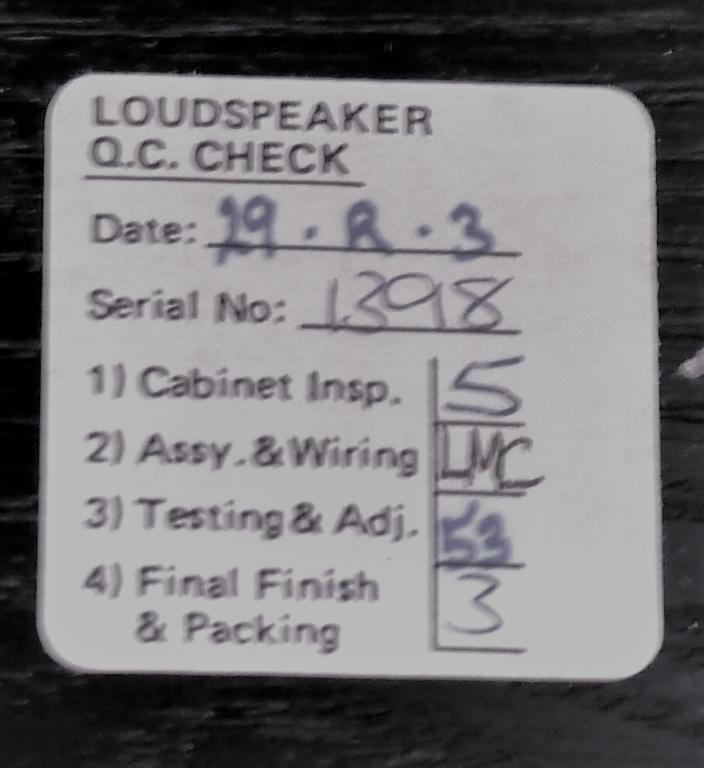 LOUDSPEAKER
Q.C. CHECK
Date: 29 . R . 3
Serial No: 1398
1) Cabinet Insp. 5
2) Assy. & Wiring LMC
3) Testing & Adj. 53
4) Final Finish
& Packing 3